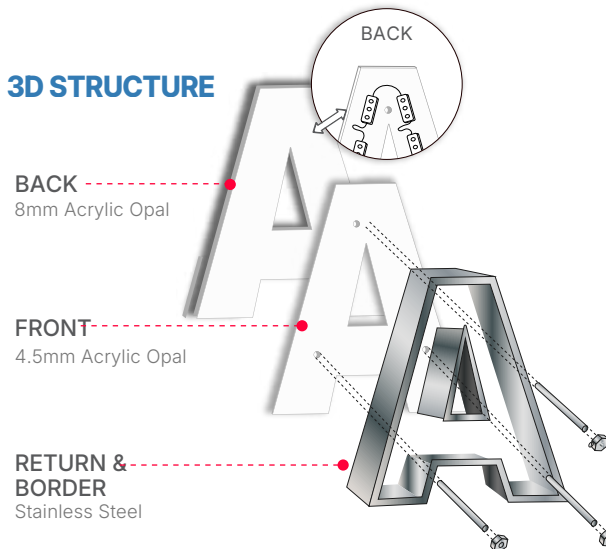 BACK
3D STRUCTURE
BACK
8mm Acrylic Opal
FRONT
4.5mm Acrylic Opal
RETURN &
BORDER
Stainless Steel